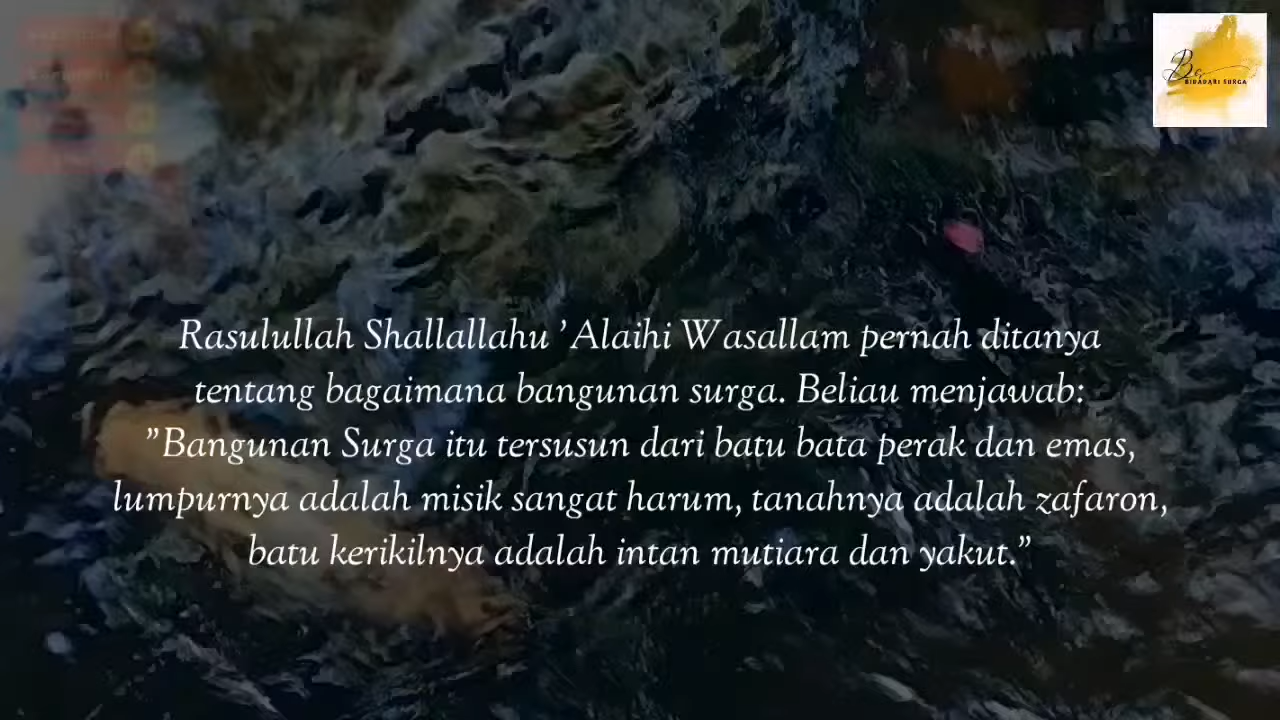 Bs
BIDADARI SURGA
Rasulullah Shallallahu 'Alaihi Wasallam pernah ditanya
tentang bagaimana bangunan surga. Beliau menjawab:
"Bangunan Surga itu tersusun dari batu bata perak dan emas,
lumpurnya adalah misik sangat harum, tanahnya adalah zafaron,
batu kerikilnya adalah intan mutiara dan yakut."